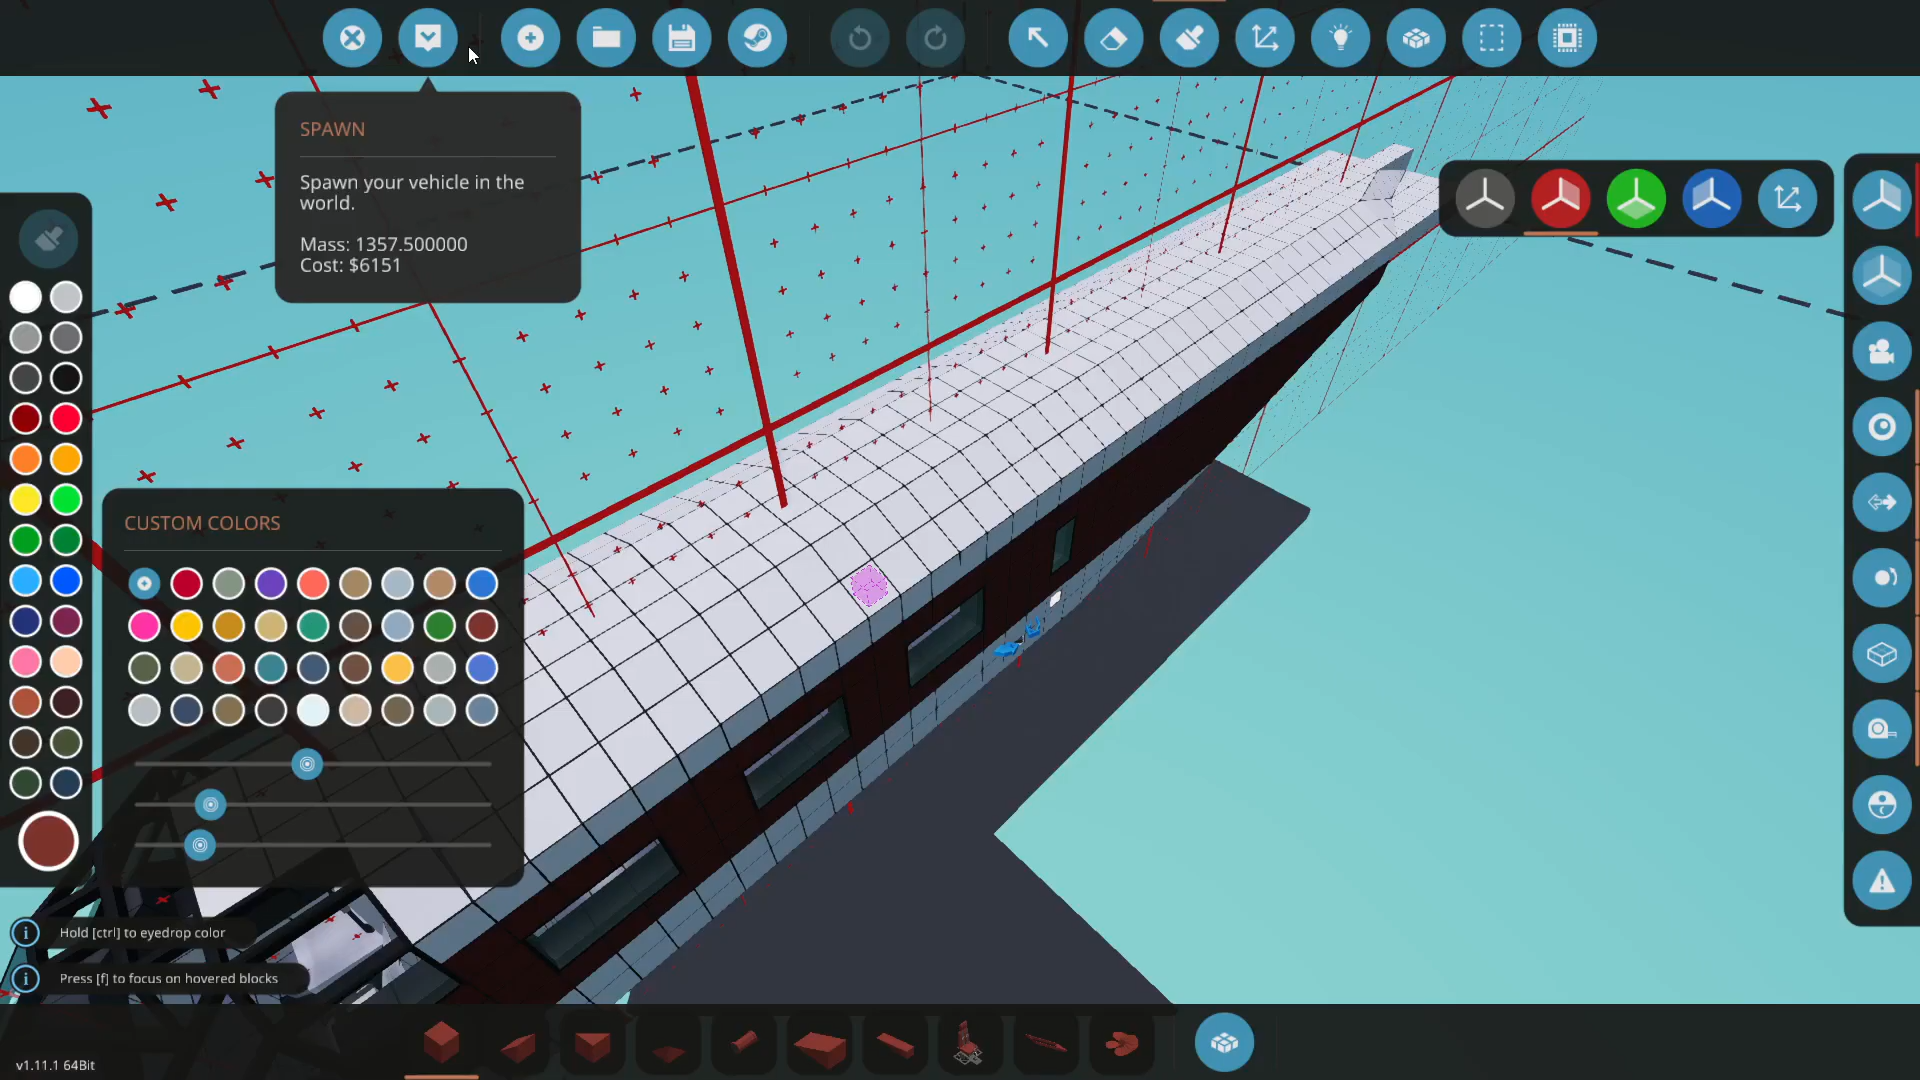 SPAWN
Spawn your vehicle in the
world.
Mass: 1357.500000
Cost: $6151
CUSTOM COLORS
Hold [ctrl] to eyedrop color
Press [f] to focus on hovered blocks
v1.11.1 64Bit